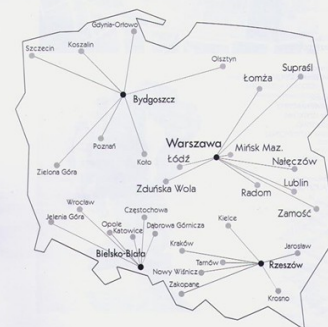 Gdynia-Orłowo
Koszalin
Szczecin
Olsztyn
Supraśl
Łomża
Bydgoszcz
Warszawa
Mińsk Maz.
Poznań
Koło
Łódź
Nałęczów
Zielona Góra
Zduńska Wola
Lublin
Radom
Wrocław
Częstochowa
Zamość
Jelenia Góra
Kielce
Opole
Dąbrowa Górnicza
Katowice
Kraków
Jarosław
Bielsko-Biała
Tarnów
Rzeszów
Nowy Wiśnicz
Zakopane
Krosno